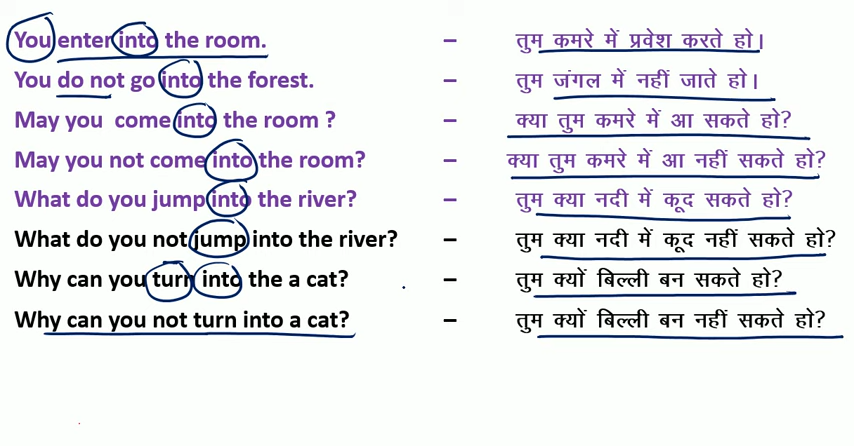 You enter into the room. – तुम कमरे में प्रवेश करते हो।
You do not go into the forest. – तुम जंगल में नहीं जाते हो।
May you come into the room ? – क्या तुम कमरे में आ सकते हो?
May you not come into the room? – क्या तुम कमरे में आ नहीं सकते हो?
What do you jump into the river? – तुम क्या नदी में कूद सकते हो?
What do you not jump into the river? – तुम क्या नदी में कूद नहीं सकते हो?
Why can you turn into the a cat? – तुम क्यों बिल्ली बन सकते हो?
Why can you not turn into a cat? – तुम क्यों बिल्ली बन नहीं सकते हो?